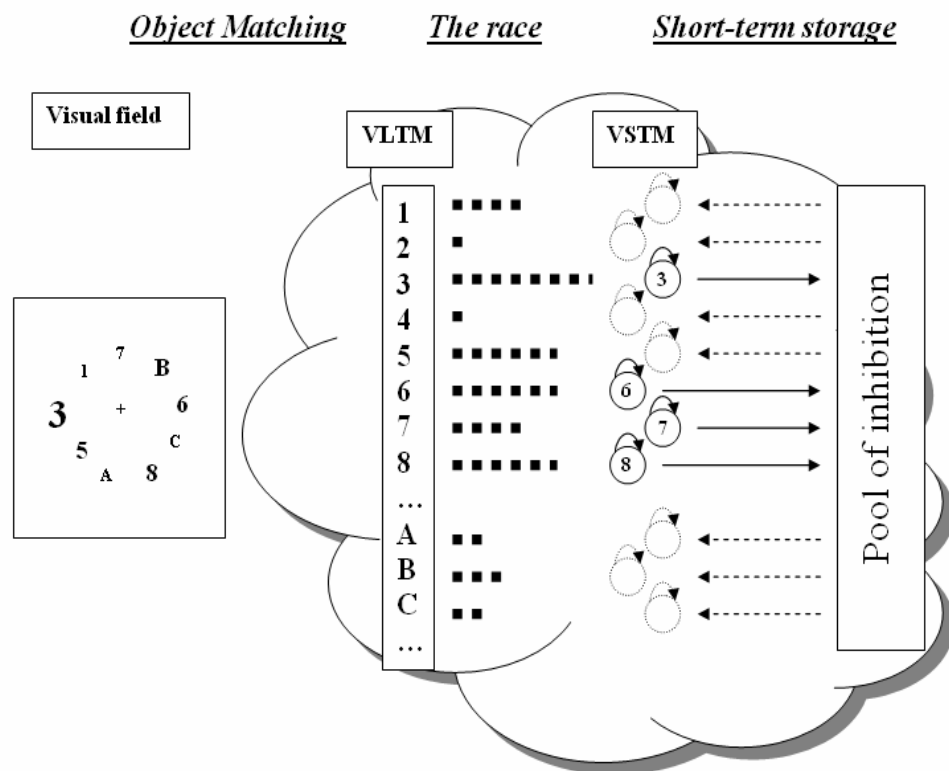 Object Matching The race Short-term storage
Visual field
VLTM
VSTM
1
2
3
4
5
6
7
8
...
A
B
C
...
3
6
7
8
Pool of inhibition
7
1
B
3
+
6
5
C
A
8